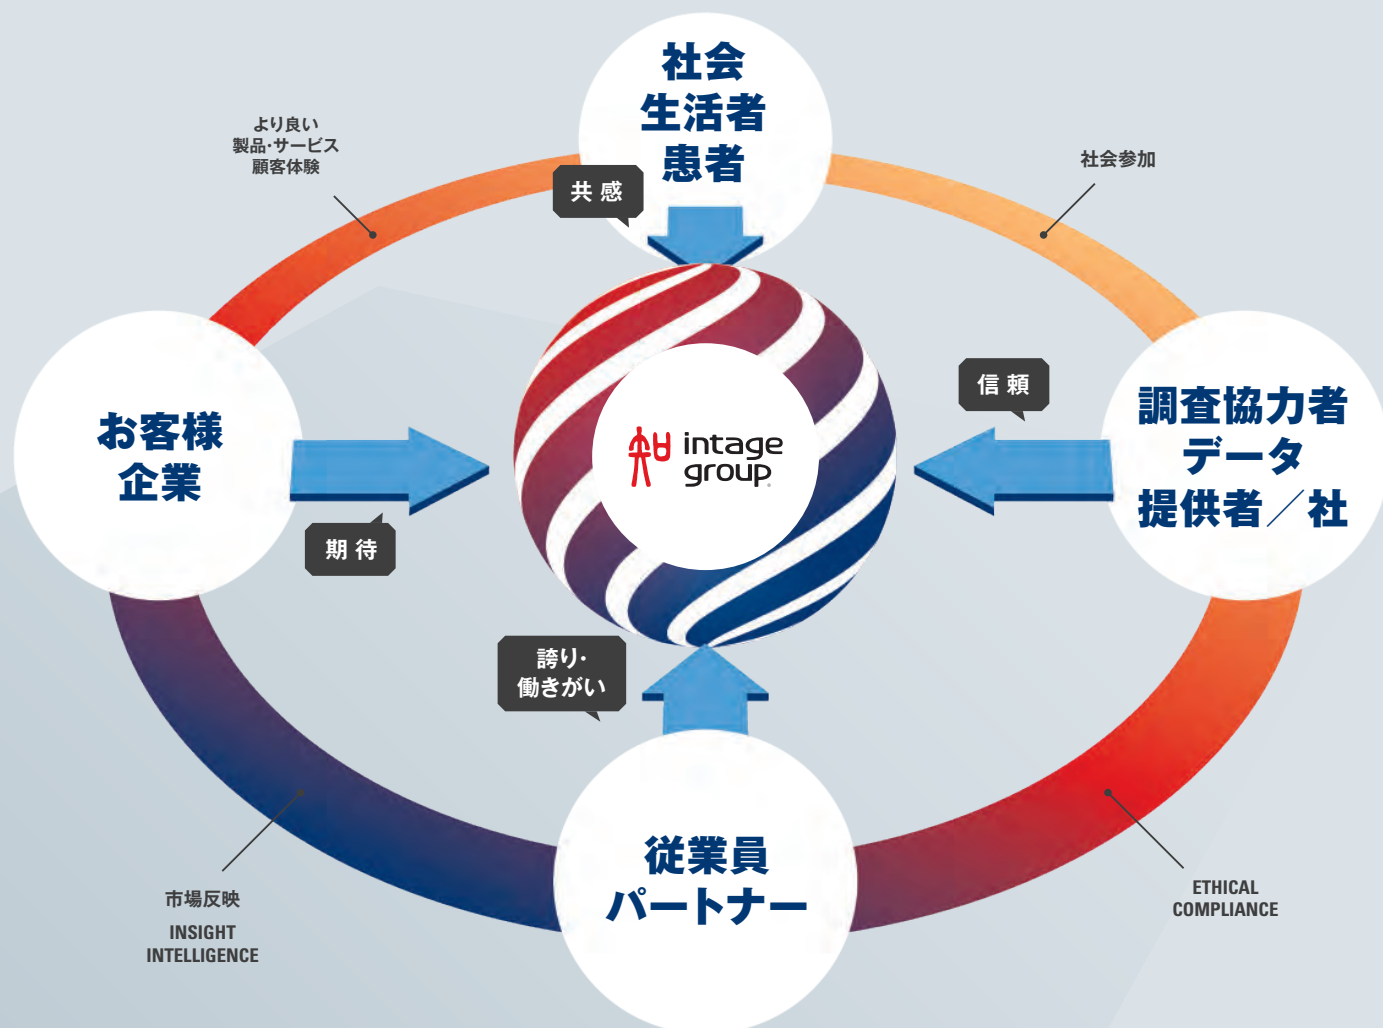 社会
生活者
患者
より良い
製品・サービス
顧客体験
社会参加
共感
信頼
お客様
企業
intage
group
調査協力者
データ
提供者／社
期待
誇り・
働きがい
従業員
パートナー
市場反映
INSIGHT
INTELLIGENCE
ETHICAL
COMPLIANCE